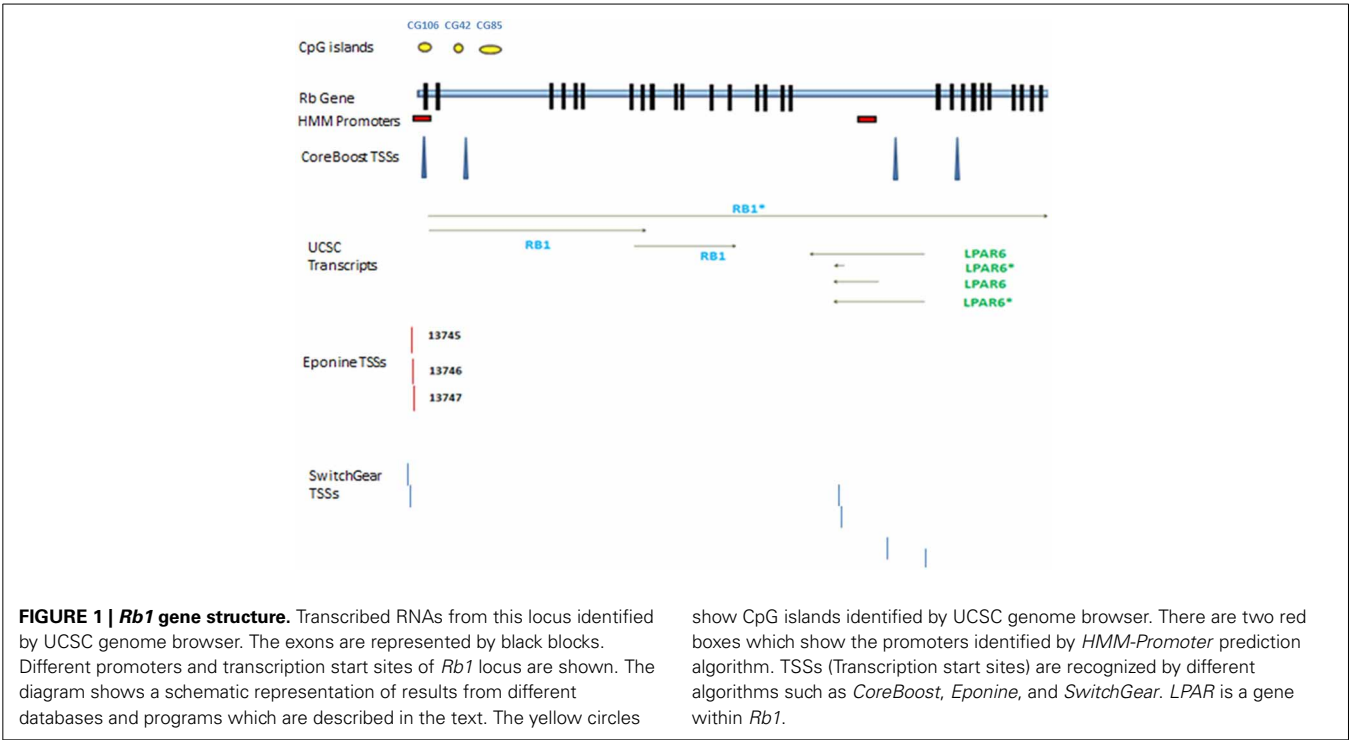 CG106 CG42 CG85
CpG islands
Rb Gene
HMM Promoters
CoreBoost TSSs
RB1*
UCSC
Transcripts
RB1
RB1
LPAR6
LPAR6*
LPAR6
LPAR6*
Eponine TSSs
13745
13746
13747
SwitchGear
TSSs
FIGURE 1 | Rb1 gene structure. Transcribed RNAs from this locus identified
by UCSC genome browser. The exons are represented by black blocks.
Different promoters and transcription start sites of Rb1 locus are shown. The
diagram shows a schematic representation of results from different
databases and programs which are described in the text. The yellow circles
show CpG islands identified by UCSC genome browser. There are two red
boxes which show the promoters identified by HMM-Promoter prediction
algorithm. TSSs (Transcription start sites) are recognized by different
algorithms such as CoreBoost, Eponine, and SwitchGear. LPAR is a gene
within Rb1.